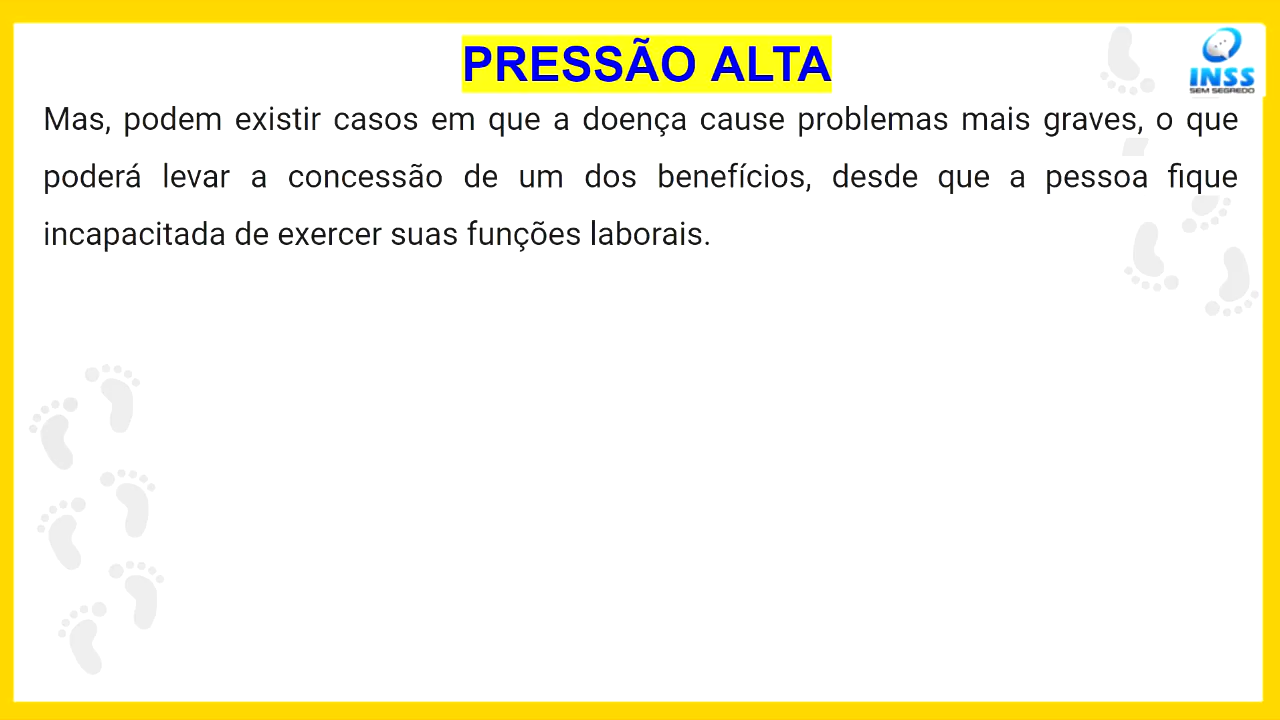 PRESSÃO ALTA
INSS
SEM SEGREDO
Mas, podem existir casos em que a doença cause problemas mais graves, o que
poderá levar a concessão de um dos benefícios, desde que a pessoa fique
incapacitada de exercer suas funções laborais.